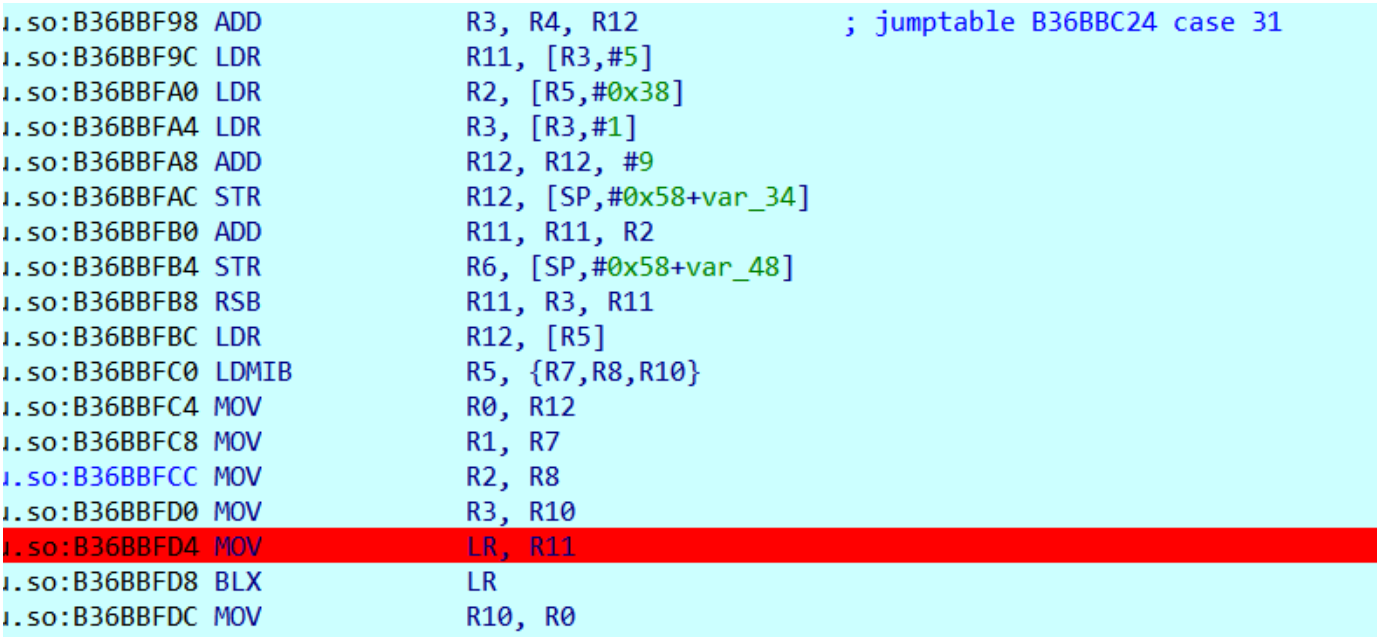 u.so:B36BBF98 ADD R3, R4, R12 ; jumptable B36BBC24 case 31
u.so:B36BBF9C LDR R11, [R3,#5]
u.so:B36BBFA0 LDR R2, [R5,#0x38]
u.so:B36BBFA4 LDR R3, [R3,#1]
u.so:B36BBFA8 ADD R12, R12, #9
u.so:B36BBFAC STR R12, [SP,#0x58+var_34]
u.so:B36BBFB0 ADD R11, R11, R2
u.so:B36BBFB4 STR R6, [SP,#0x58+var_48]
u.so:B36BBFB8 RSB R11, R3, R11
u.so:B36BBFBC LDR R12, [R5]
u.so:B36BBFC0 LDMIB R5, {R7,R8,R10}
u.so:B36BBFC4 MOV R0, R12
u.so:B36BBFC8 MOV R1, R7
u.so:B36BBFCC MOV R2, R8
u.so:B36BBFD0 MOV R3, R10
u.so:B36BBFD4 MOV LR, R11
u.so:B36BBFD8 BLX LR
u.so:B36BBFDC MOV R10, R0